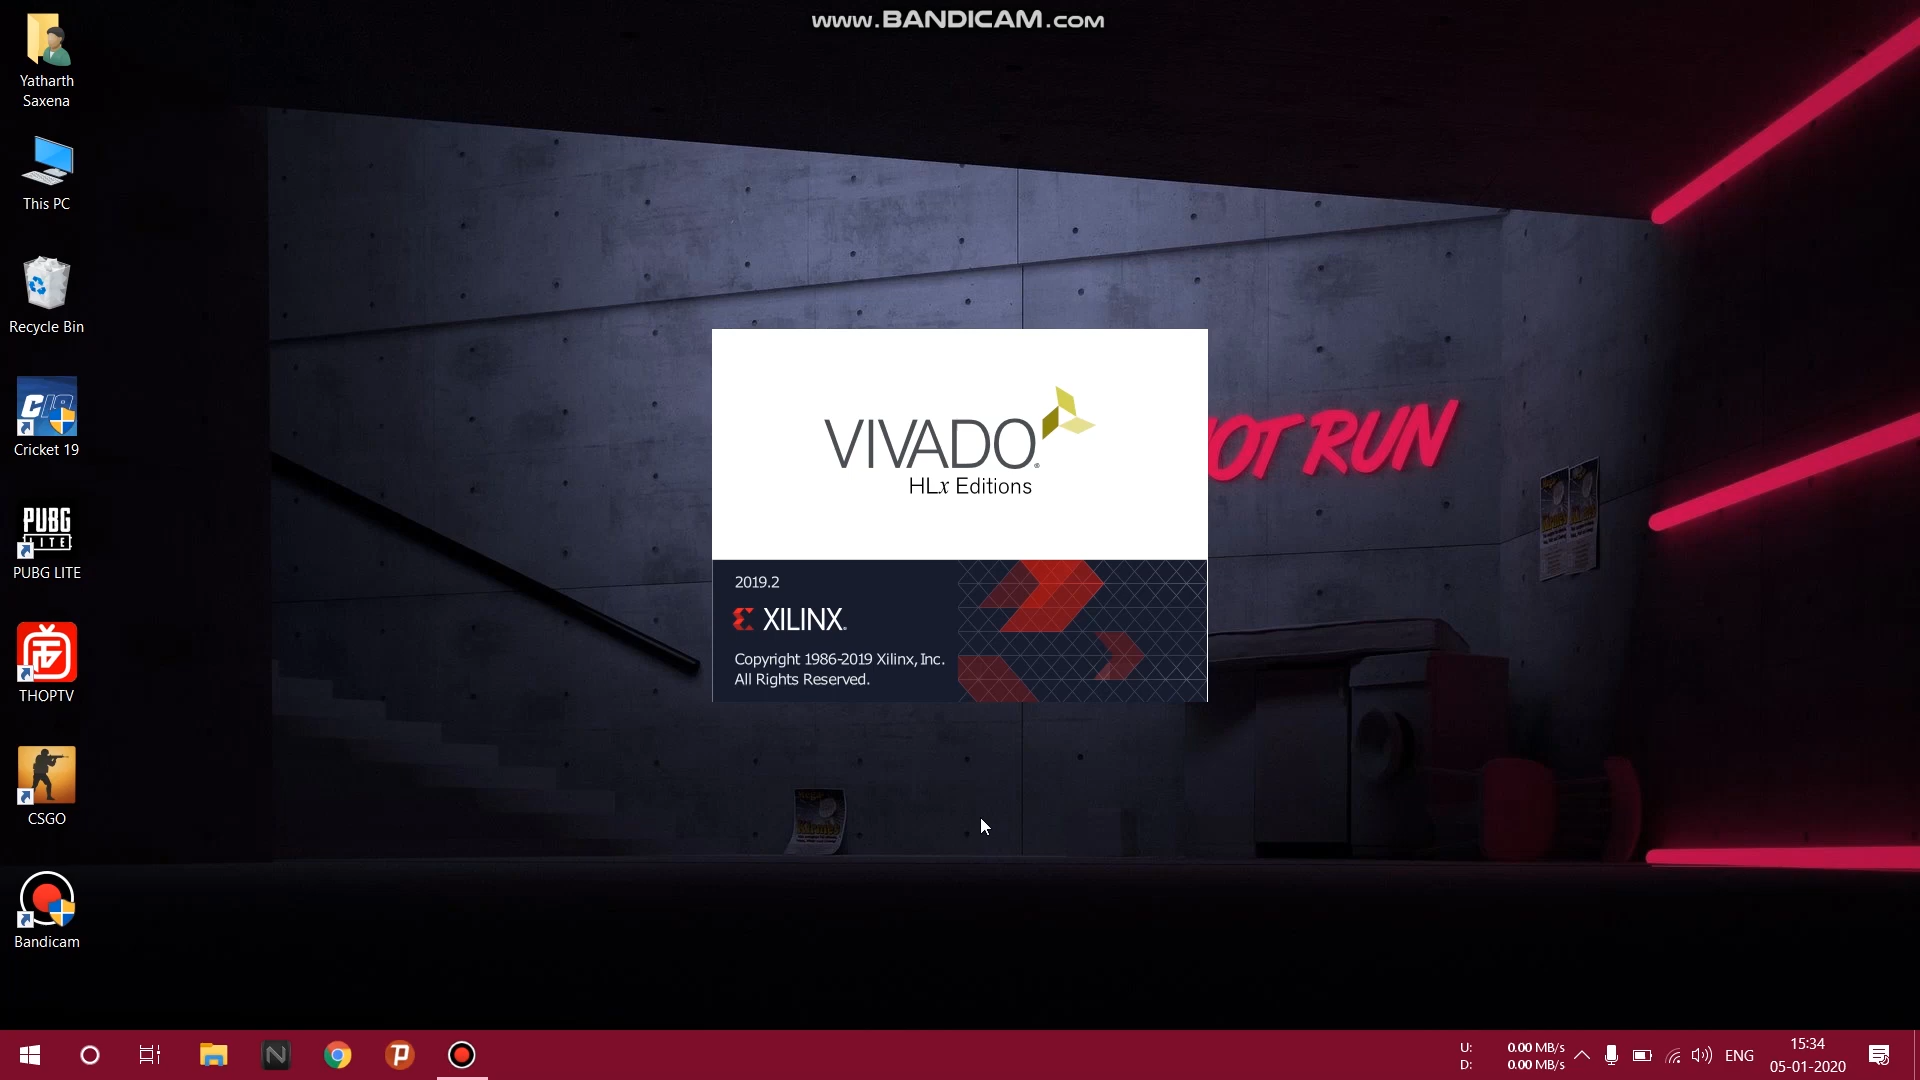 www.BANDICAM.com
Yatharth
Saxena
This PC
Recycle Bin
C19
Cricket 19
PUBG
LITE
PUBG LITE
THOPTV
CSGO
Bandicam
VIVADO
HLx Editions
2019.2
XILINX
Copyright 1986-2019 Xilinx, Inc.
All Rights Reserved.
OT RUN
U: 0.00 MB/s
D: 0.00 MB/s
ENG
15:34
05-01-2020